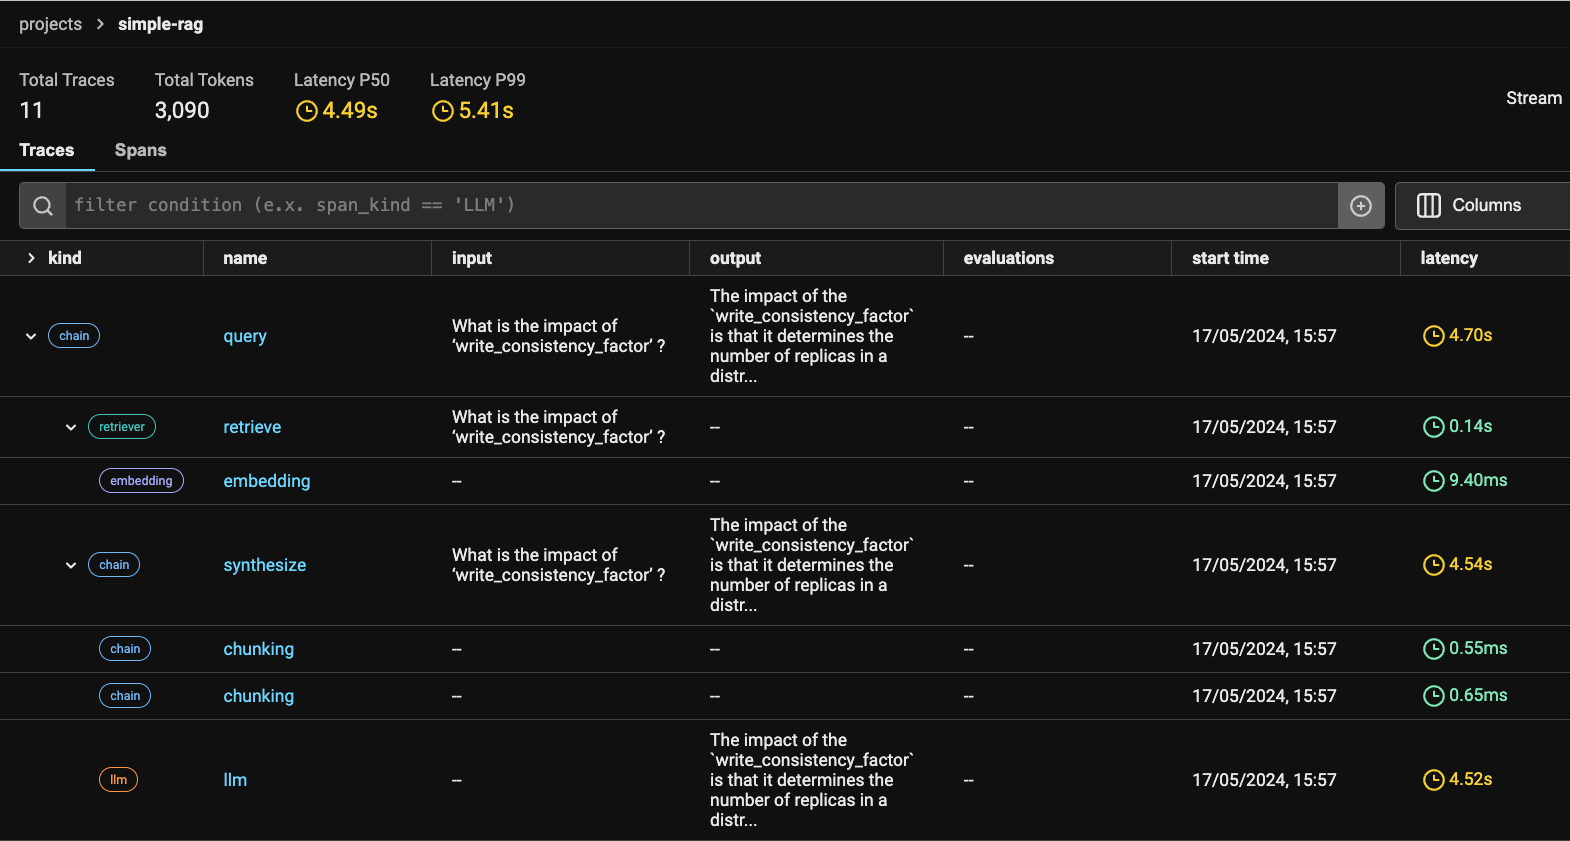 projects > simple-rag
Total Traces Total Tokens Latency P50 Latency P99
11 3,090 4.49s 5.41s
Stream
Traces Spans
filter condition (e.x. span_kind == 'LLM')
Columns
kind name input output evaluations start time latency
chain query
What is the impact of
‘write_consistency_factor’ ?
The impact of the
`write_consistency_factor`
is that it determines the
number of replicas in a
distr...
-- 17/05/2024, 15:57 4.70s
retriever retrieve
What is the impact of
‘write_consistency_factor’ ?
-- -- 17/05/2024, 15:57 0.14s
embedding embedding -- -- -- 17/05/2024, 15:57 9.40ms
chain synthesize
What is the impact of
‘write_consistency_factor’ ?
The impact of the
`write_consistency_factor`
is that it determines the
number of replicas in a
distr...
-- 17/05/2024, 15:57 4.54s
chain chunking -- -- -- 17/05/2024, 15:57 0.55ms
chain chunking -- -- -- 17/05/2024, 15:57 0.65ms
llm llm --
The impact of the
`write_consistency_factor`
is that it determines the
number of replicas in a
distr...
-- 17/05/2024, 15:57 4.52s